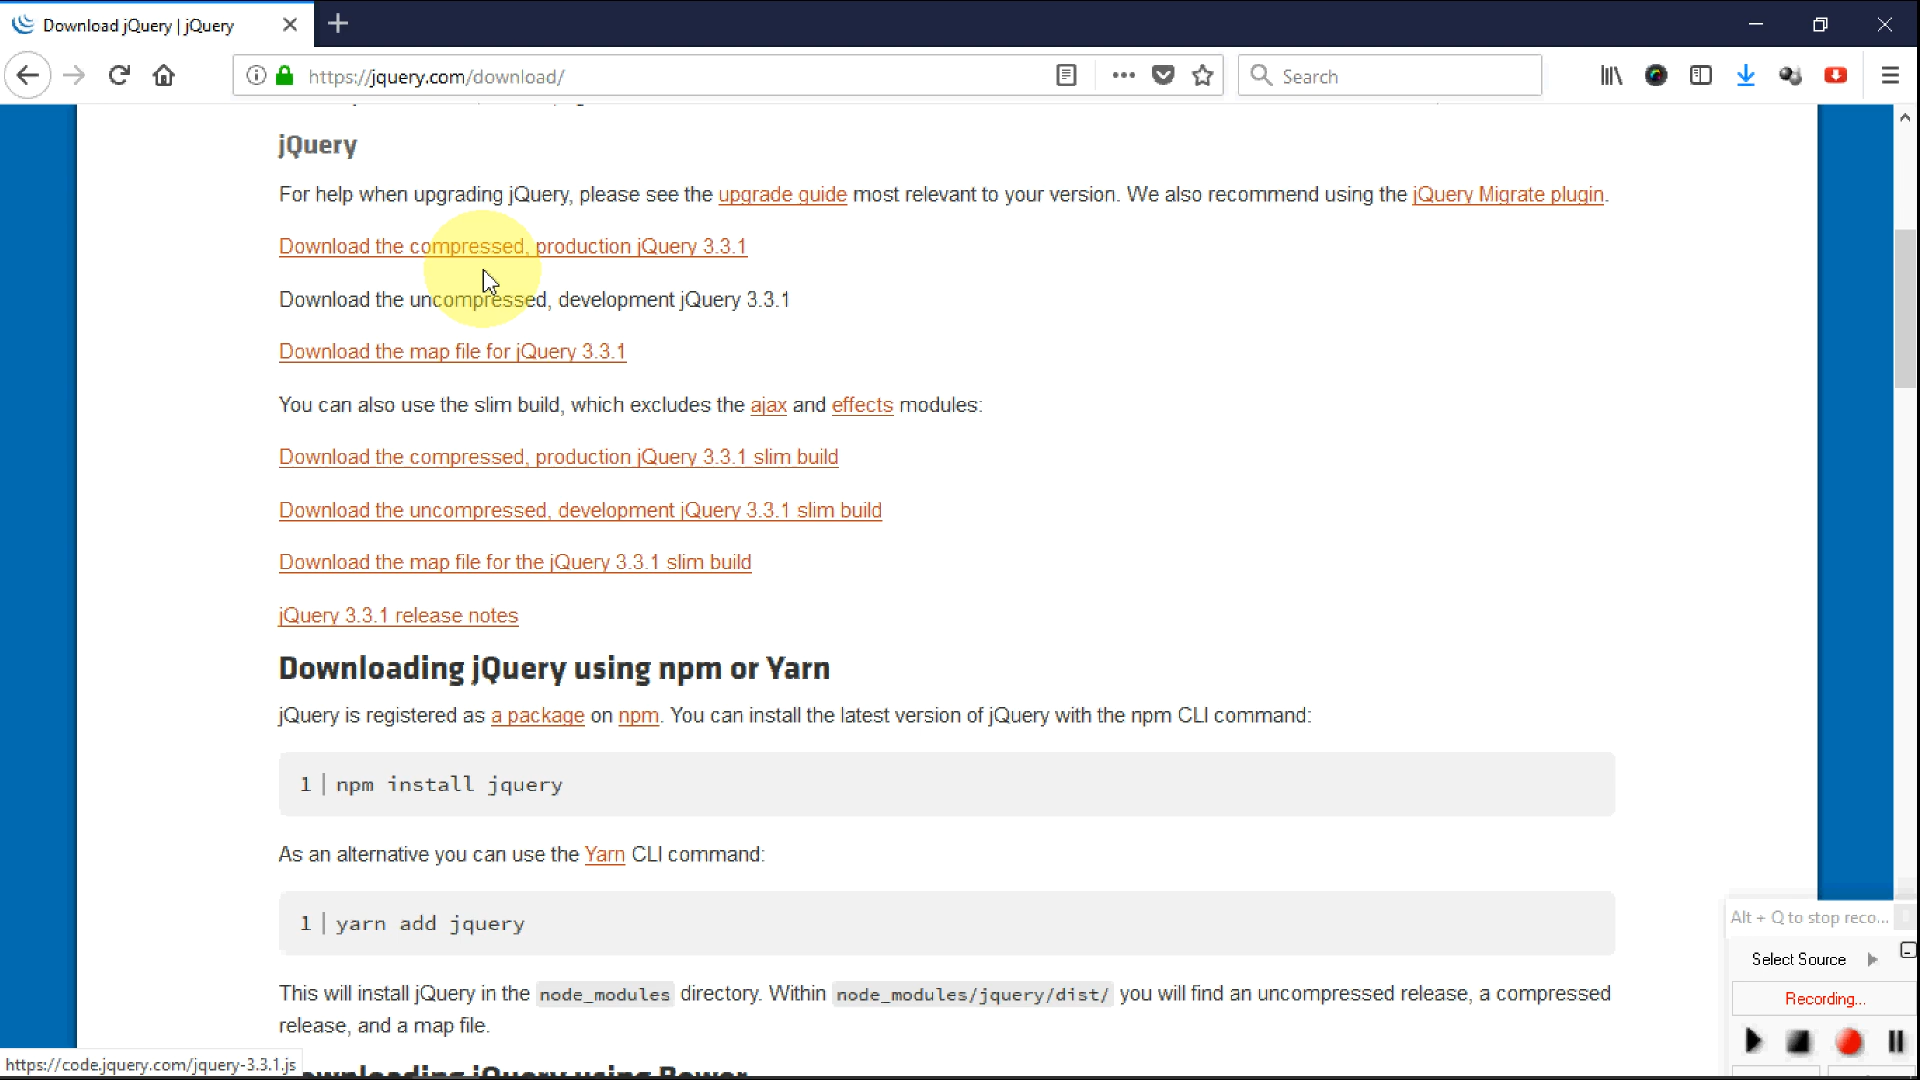 Download jQuery | jQuery
https://jquery.com/download/
Search
jQuery
For help when upgrading jQuery, please see the upgrade guide most relevant to your version. We also recommend using the jQuery Migrate plugin.
Download the compressed, production jQuery 3.3.1
Download the uncompressed, development jQuery 3.3.1
Download the map file for jQuery 3.3.1
You can also use the slim build, which excludes the ajax and effects modules:
Download the compressed, production jQuery 3.3.1 slim build
Download the uncompressed, development jQuery 3.3.1 slim build
Download the map file for the jQuery 3.3.1 slim build
jQuery 3.3.1 release notes
Downloading jQuery using npm or Yarn
jQuery is registered as a package on npm. You can install the latest version of jQuery with the npm CLI command:
1 npm install jquery
As an alternative you can use the Yarn CLI command:
1 yarn add jquery
Alt + Q to stop reco...
Select Source
Recording...
This will install jQuery in the node_modules directory. Within node_modules/jquery/dist/ you will find an uncompressed release, a compressed
release, and a map file.
https://code.jquery.com/jquery-3.3.1.js
jQuery using